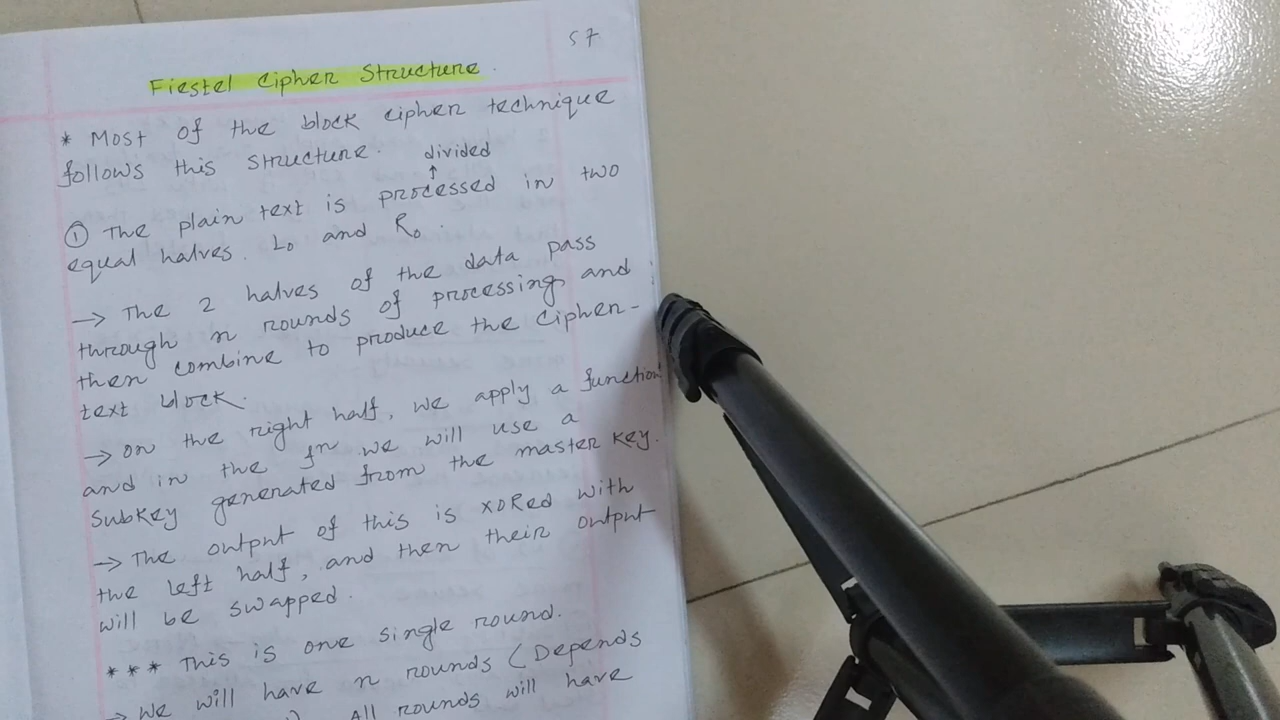 57
Fiestel Cipher Structure.
* Most of the block cipher technique
follows this structure.
divided
↑
① The plain text is processed in two
equal halves. L₀ and R₀.
→ The 2 halves of the data pass
through n rounds of processing and
then combine to produce the cipher-
text block.
→ on the right half, we apply a function
and in the fⁿ we will use a
subkey generated from the master key.
→ The output of this is XORed with
the left half, and then their output
will be swapped.
*** This is one single round.
→ We will have n rounds (Depends
All rounds will have